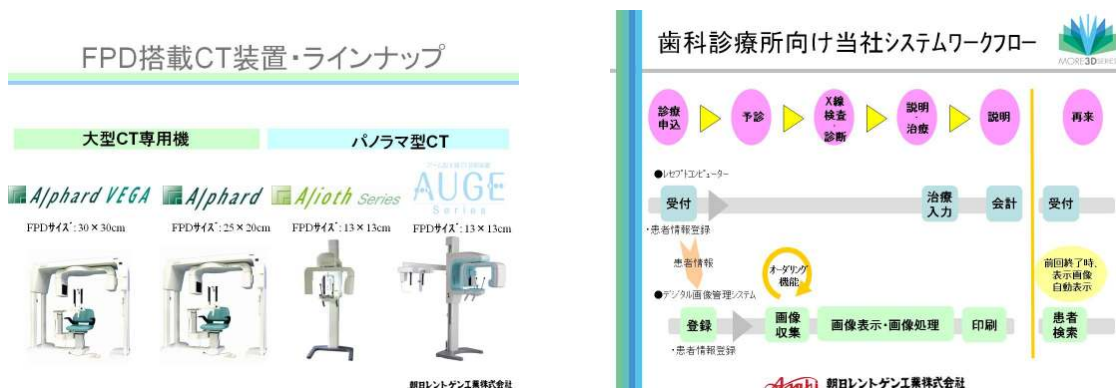 FPD搭載CT装置・ラインナップ
大型CT専用機
パノラマ型CT
Alphard VEGA
Alphard
Alioth Series
AUGE
Series
FPDサイズ:30×30cm
FPDサイズ:25×20cm
FPDサイズ:13×13cm
FPDサイズ:13×13cm
朝日レントゲン工業株式会社
歯科診療所向け当社システムワークフロー
MORE3DSERIES
診療
申込
予診
X線
検査
・
診断
説明
・
治療
説明
再来
●レセプトコンピューター
受付
治療
入力
会計
受付
・患者情報登録
患者情報
オーダリング
機能
前回終了時、
表示画像
自動表示
●デジタル画像管理システム
登録
画像
収集
画像表示・画像処理
印刷
患者
検索
・患者情報登録
Asahi 朝日レントゲン工業株式会社